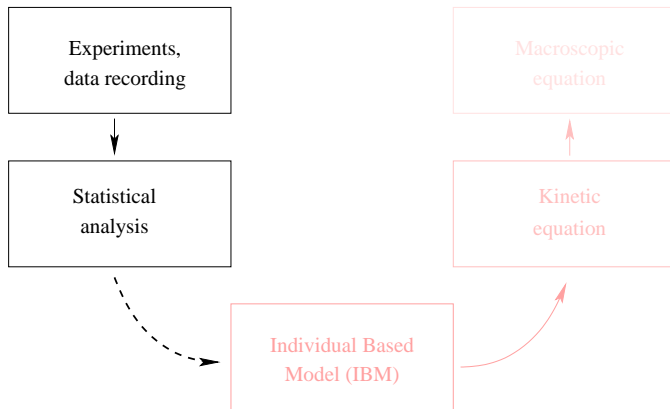 Experiments,
data recording
Statistical
analysis
Individual Based
Model (IBM)
Kinetic
equation
Macroscopic
equation